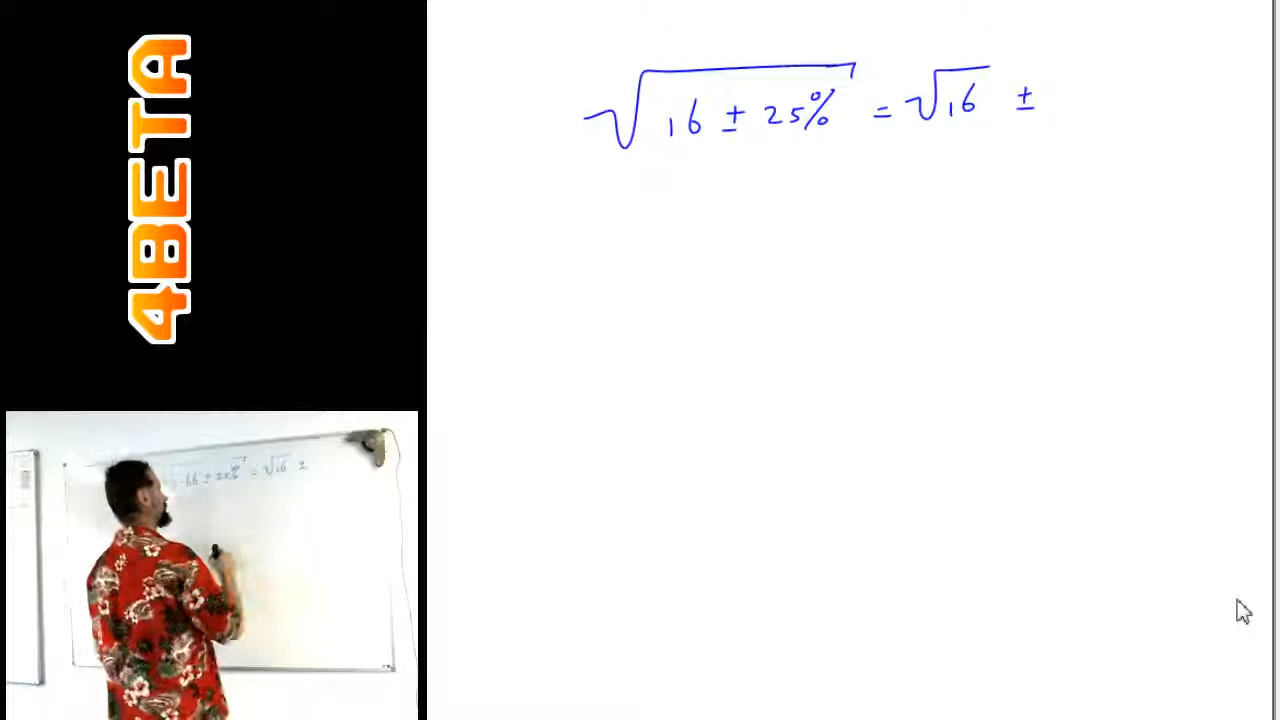 4BETA
√16 ± 25% = √16 ±